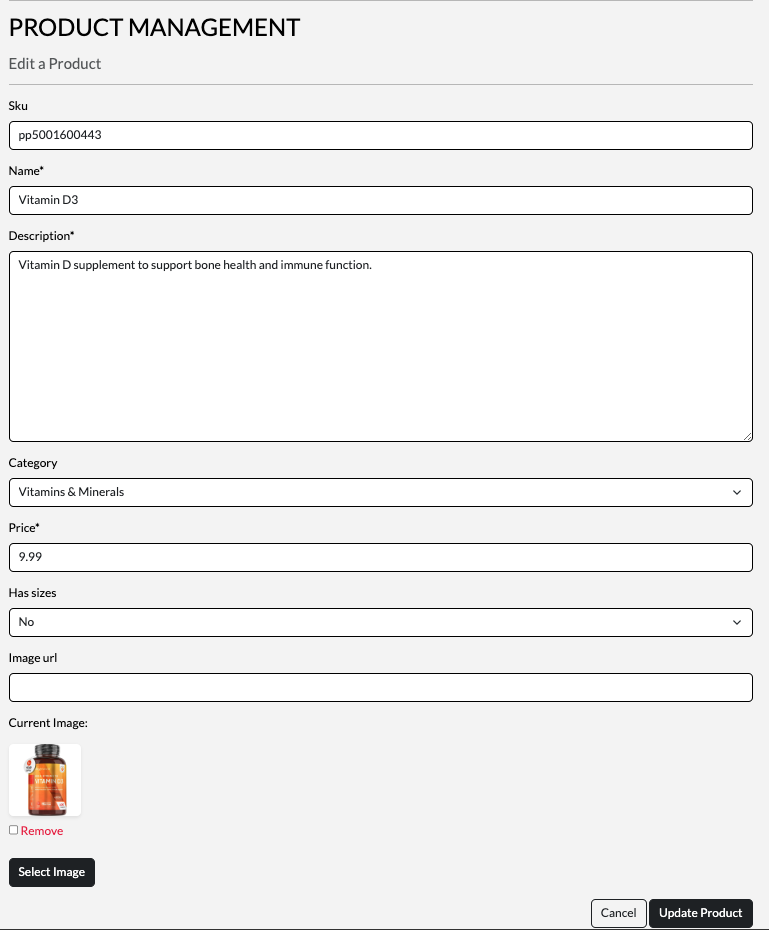 PRODUCT MANAGEMENT
Edit a Product
Sku
pp5001600443
Name*
Vitamin D3
Description*
Vitamin D supplement to support bone health and immune function.
Category
Vitamins & Minerals
Price*
9.99
Has sizes
No
Image url
Current Image:
VITAMIN D3
Remove
Select Image
Cancel
Update Product